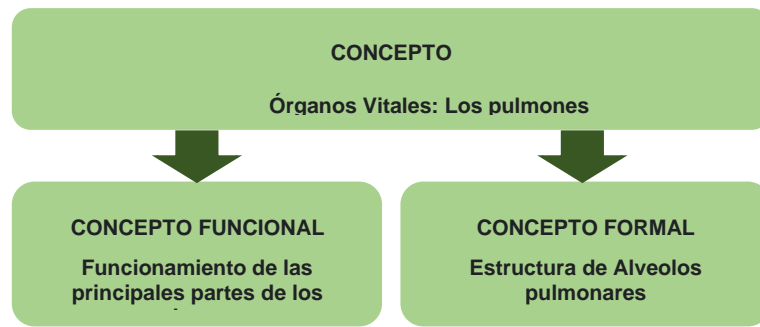 CONCEPTO
Órganos Vitales: Los pulmones
CONCEPTO FUNCIONAL
Funcionamiento de las
principales partes de los
CONCEPTO FORMAL
Estructura de Alveolos
pulmonares